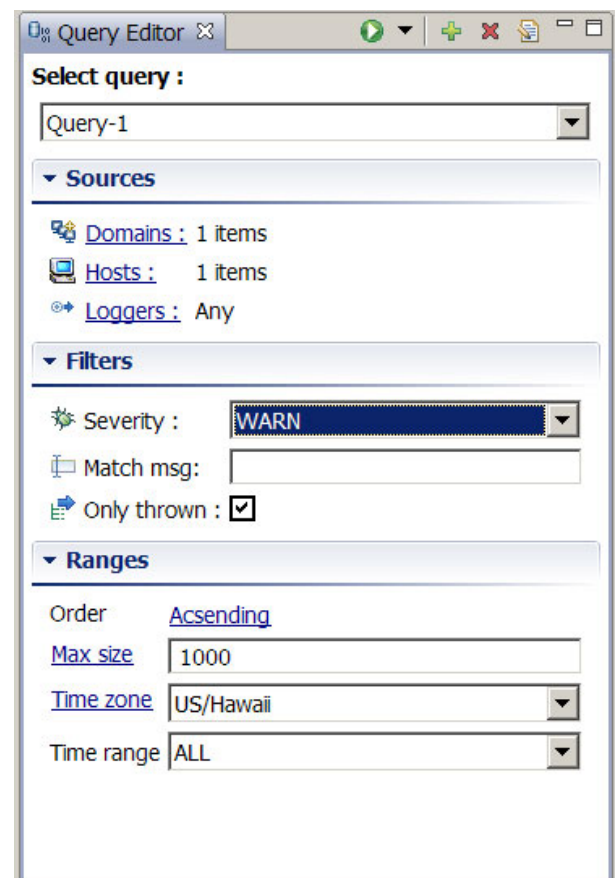 Query Editor
Select query :
Query-1
Sources
Domains : 1 items
Hosts : 1 items
Loggers : Any
Filters
Severity : WARN
Match msg:
Only thrown :
Ranges
Order Acsending
Max size 1000
Time zone US/Hawaii
Time range ALL